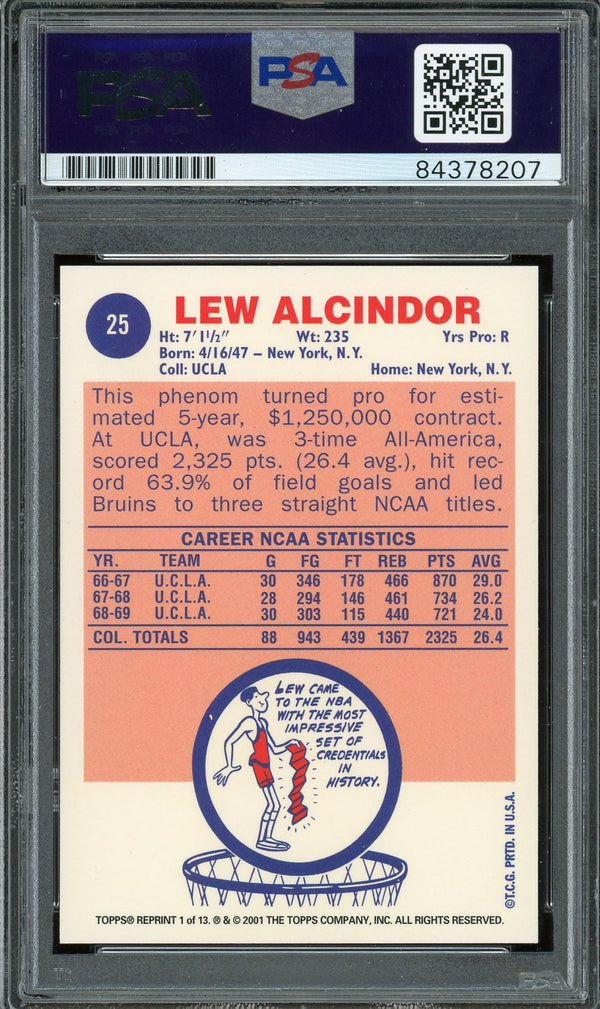 PSA
PSA
84378207
25
LEW ALCINDOR
Ht: 7' 1 1/2" Wt: 235 Yrs Pro: R
Born: 4/16/47 – New York, N.Y.
Coll: UCLA Home: New York, N.Y.
This phenom turned pro for esti-
mated 5-year, $1,250,000 contract.
At UCLA, was 3-time All-America,
scored 2,325 pts. (26.4 avg.), hit rec-
ord 63.9% of field goals and led
Bruins to three straight NCAA titles.
CAREER NCAA STATISTICS
YR. TEAM G FG FT REB PTS AVG
66-67 U.C.L.A. 30 346 178 466 870 29.0
67-68 U.C.L.A. 28 294 146 461 734 26.2
68-69 U.C.L.A. 30 303 115 440 721 24.0
COL. TOTALS 88 943 439 1367 2325 26.4
LEW CAME
TO THE NBA
WITH THE MOST
IMPRESSIVE
SET OF
CREDENTIALS
IN
HISTORY.
©T.C.G. PRTD. IN U.S.A.
TOPPS® REPRINT 1 of 13. ® & © 2001 THE TOPPS COMPANY, INC. ALL RIGHTS RESERVED.
PSA